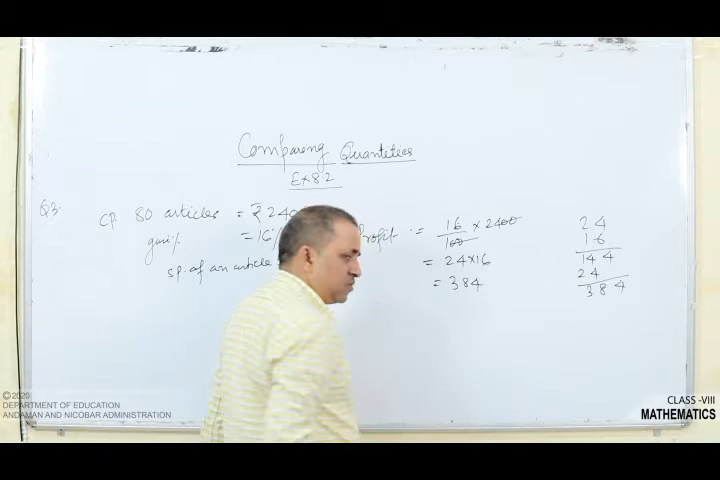 Comparing Quantities
Ex 8.2
Q3. CP 80 articles = ₹ 240
gain% = 16%
S.P. of an article
= 16/100 × 2400
= 24×16
= 384
24
16
144
24
384
©2020
DEPARTMENT OF EDUCATION
ANDAMAN AND NICOBAR ADMINISTRATION
CLASS -VIII
MATHEMATICS